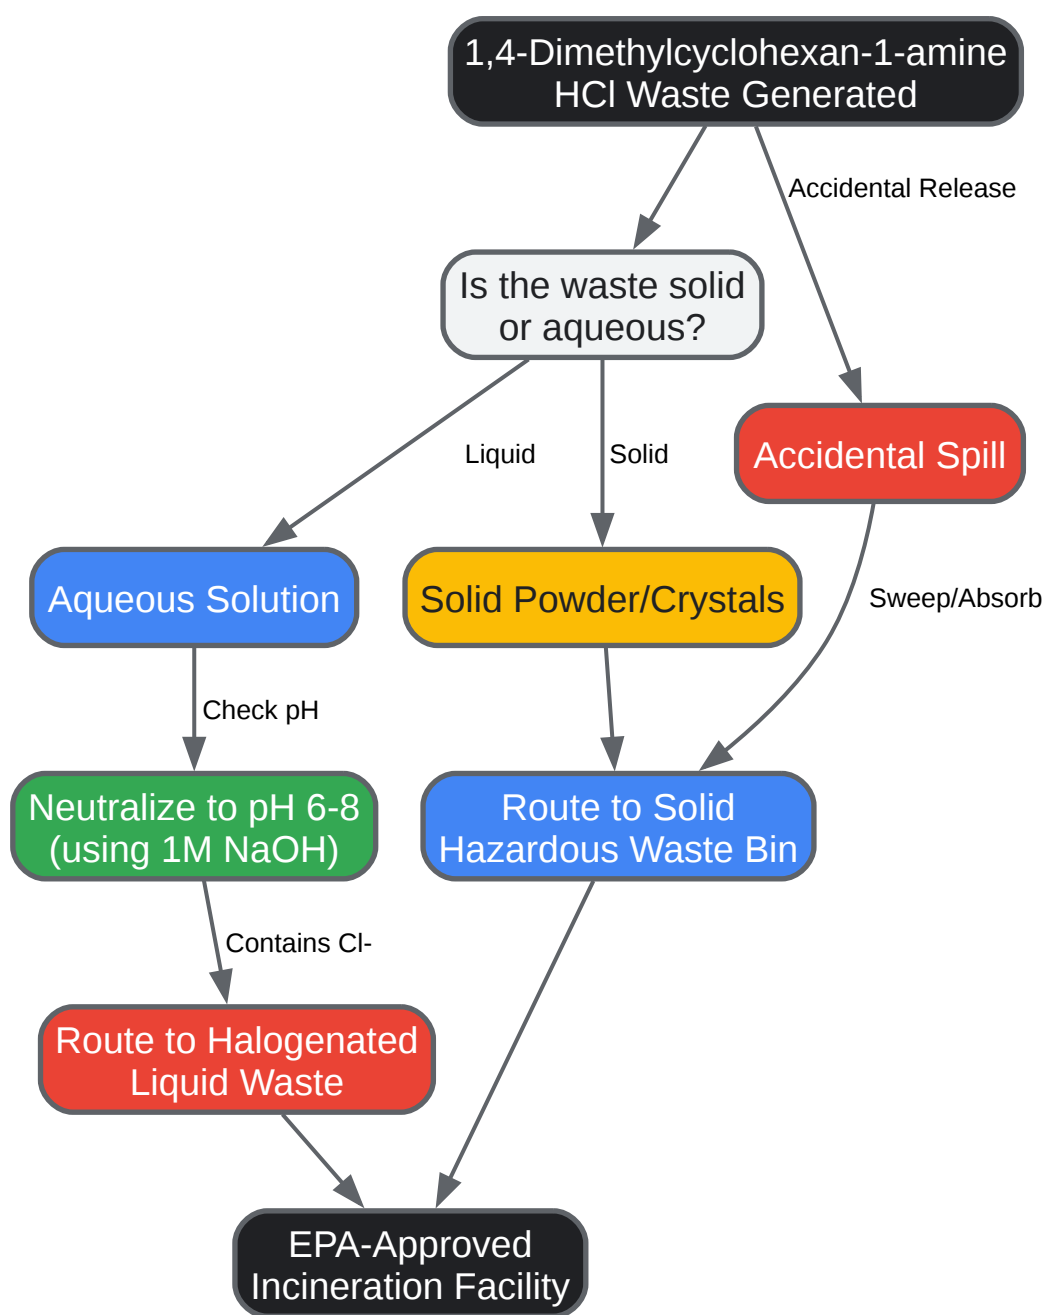 1,4-Dimethylcyclohexan-1-amine
HCl Waste Generated
Accidental Release
Is the waste solid
or aqueous?
Liquid
Solid
Accidental Spill
Aqueous Solution
Solid Powder/Crystals
Sweep/Absorb
Check pH
Neutralize to pH 6-8
(using 1M NaOH)
Route to Solid
Hazardous Waste Bin
Contains Cl-
Route to Halogenated
Liquid Waste
EPA-Approved
Incineration Facility